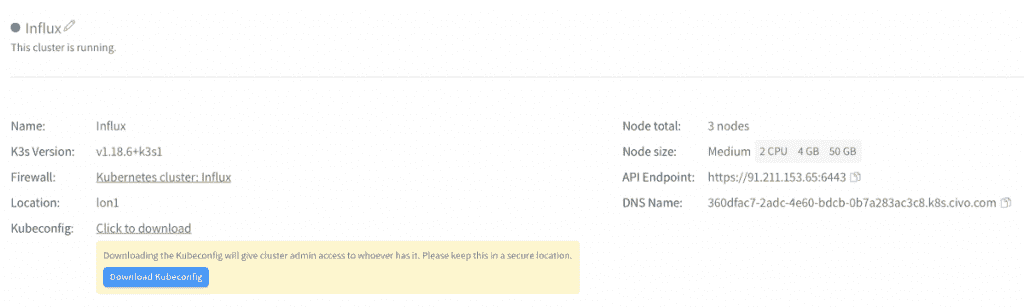 Influx
This cluster is running.
Name: Influx
K3s Version: v1.18.6+k3s1
Firewall: Kubernetes cluster: Influx
Location: lon1
Kubeconfig: Click to download
Downloading the Kubeconfig will give cluster admin access to whoever has it. Please keep this in a secure location.
Download Kubeconfig
Node total: 3 nodes
Node size: Medium 2 CPU 4 GB 50 GB
API Endpoint: https://91.211.153.65:6443
DNS Name: 360dfac7-2adc-4e60-bdcb-0b7a283ac3c8.k8s.civo.com